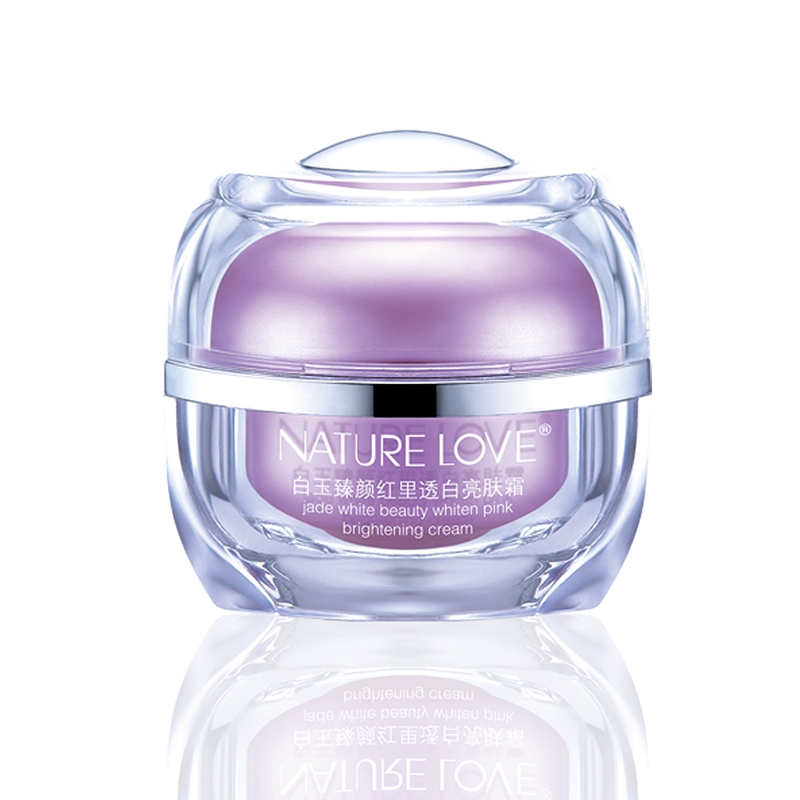 NATURE LOVE®
白玉臻颜红里透白亮肤霜
jade white beauty whiten pink
brightening cream